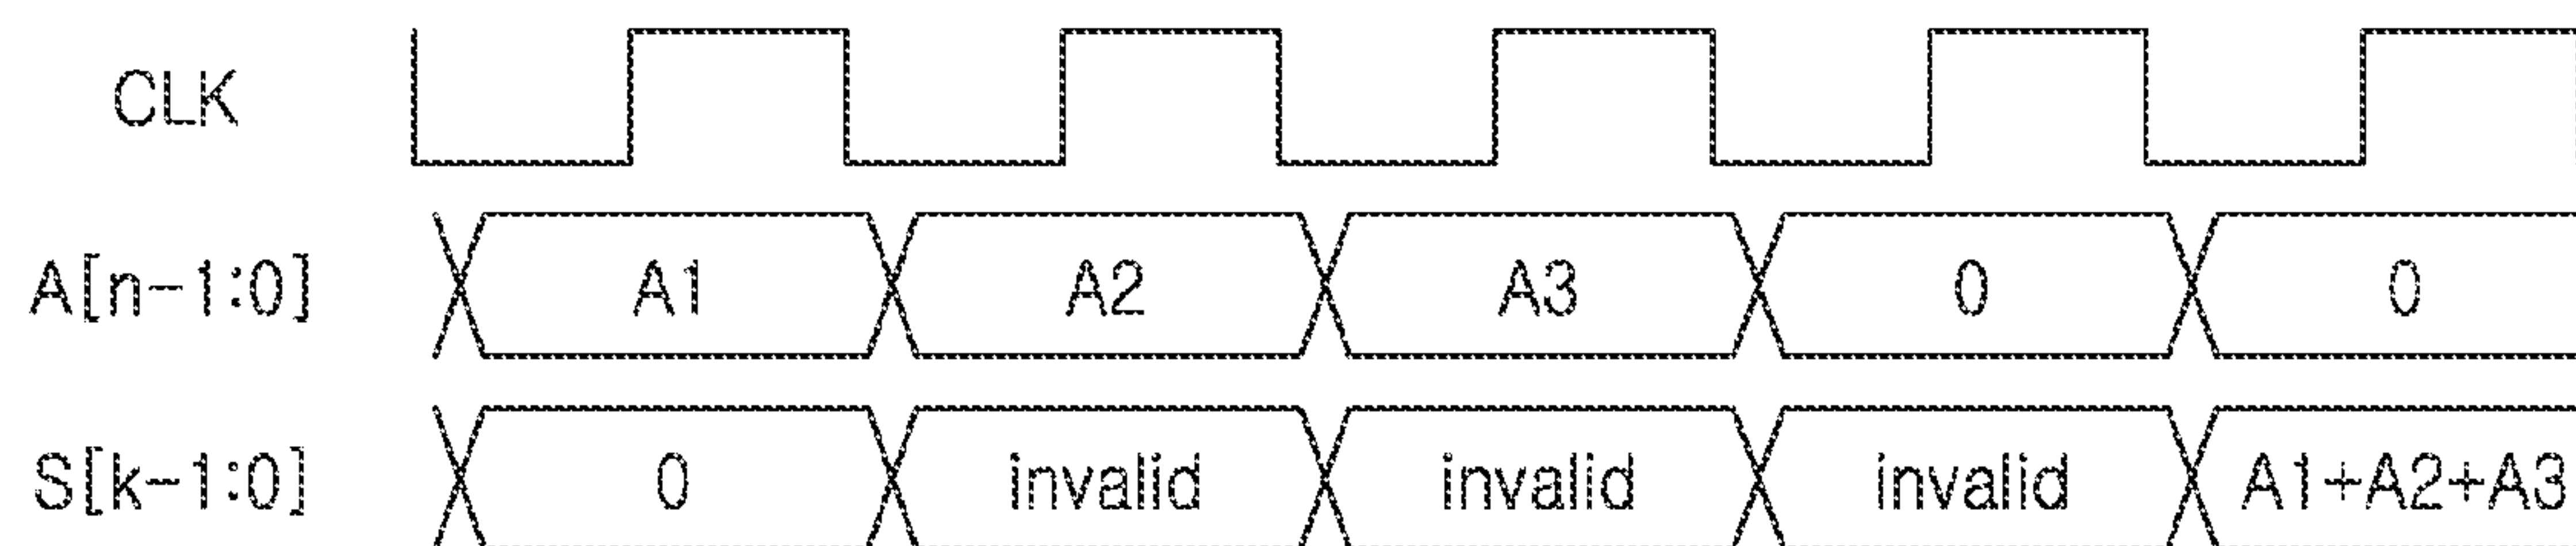 CLK
A[n-1:0] A1 A2 A3 0 0
S[k-1:0] 0 invalid invalid invalid A1+A2+A3